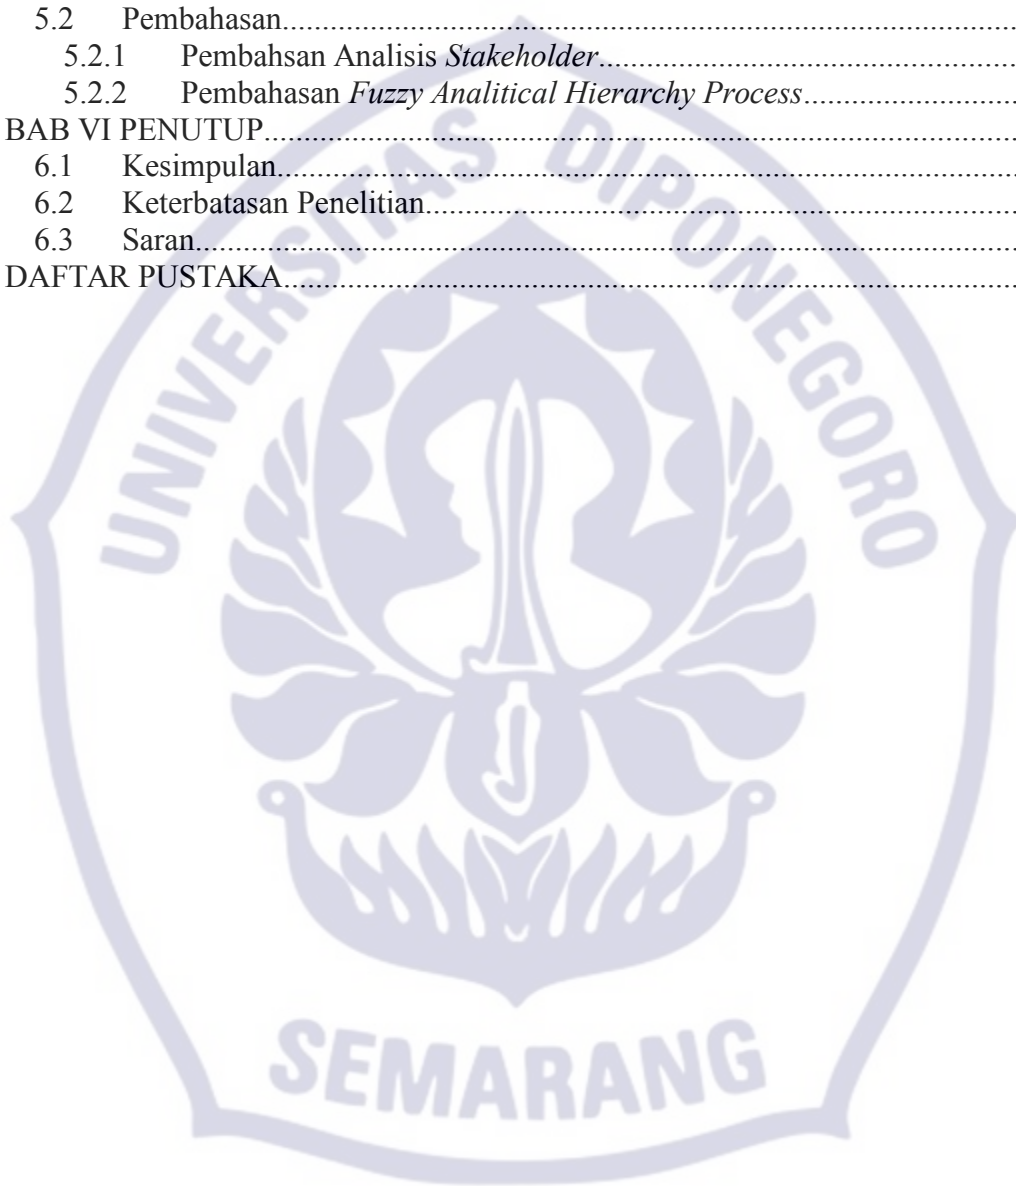 5.2 Pembahasan........................................................................................................
5.2.1 Pembahsan Analisis Stakeholder............................................................
5.2.2 Pembahasan Fuzzy Analitical Hierarchy Process...............................
BAB VI PENUTUP.....................................................................................................
6.1 Kesimpulan.........................................................................................................
6.2 Keterbatasan Penelitian.....................................................................................
6.3 Saran...................................................................................................................
DAFTAR PUSTAKA..................................................................................................
UNIVERSITAS DIPONEGORO
SEMARANG